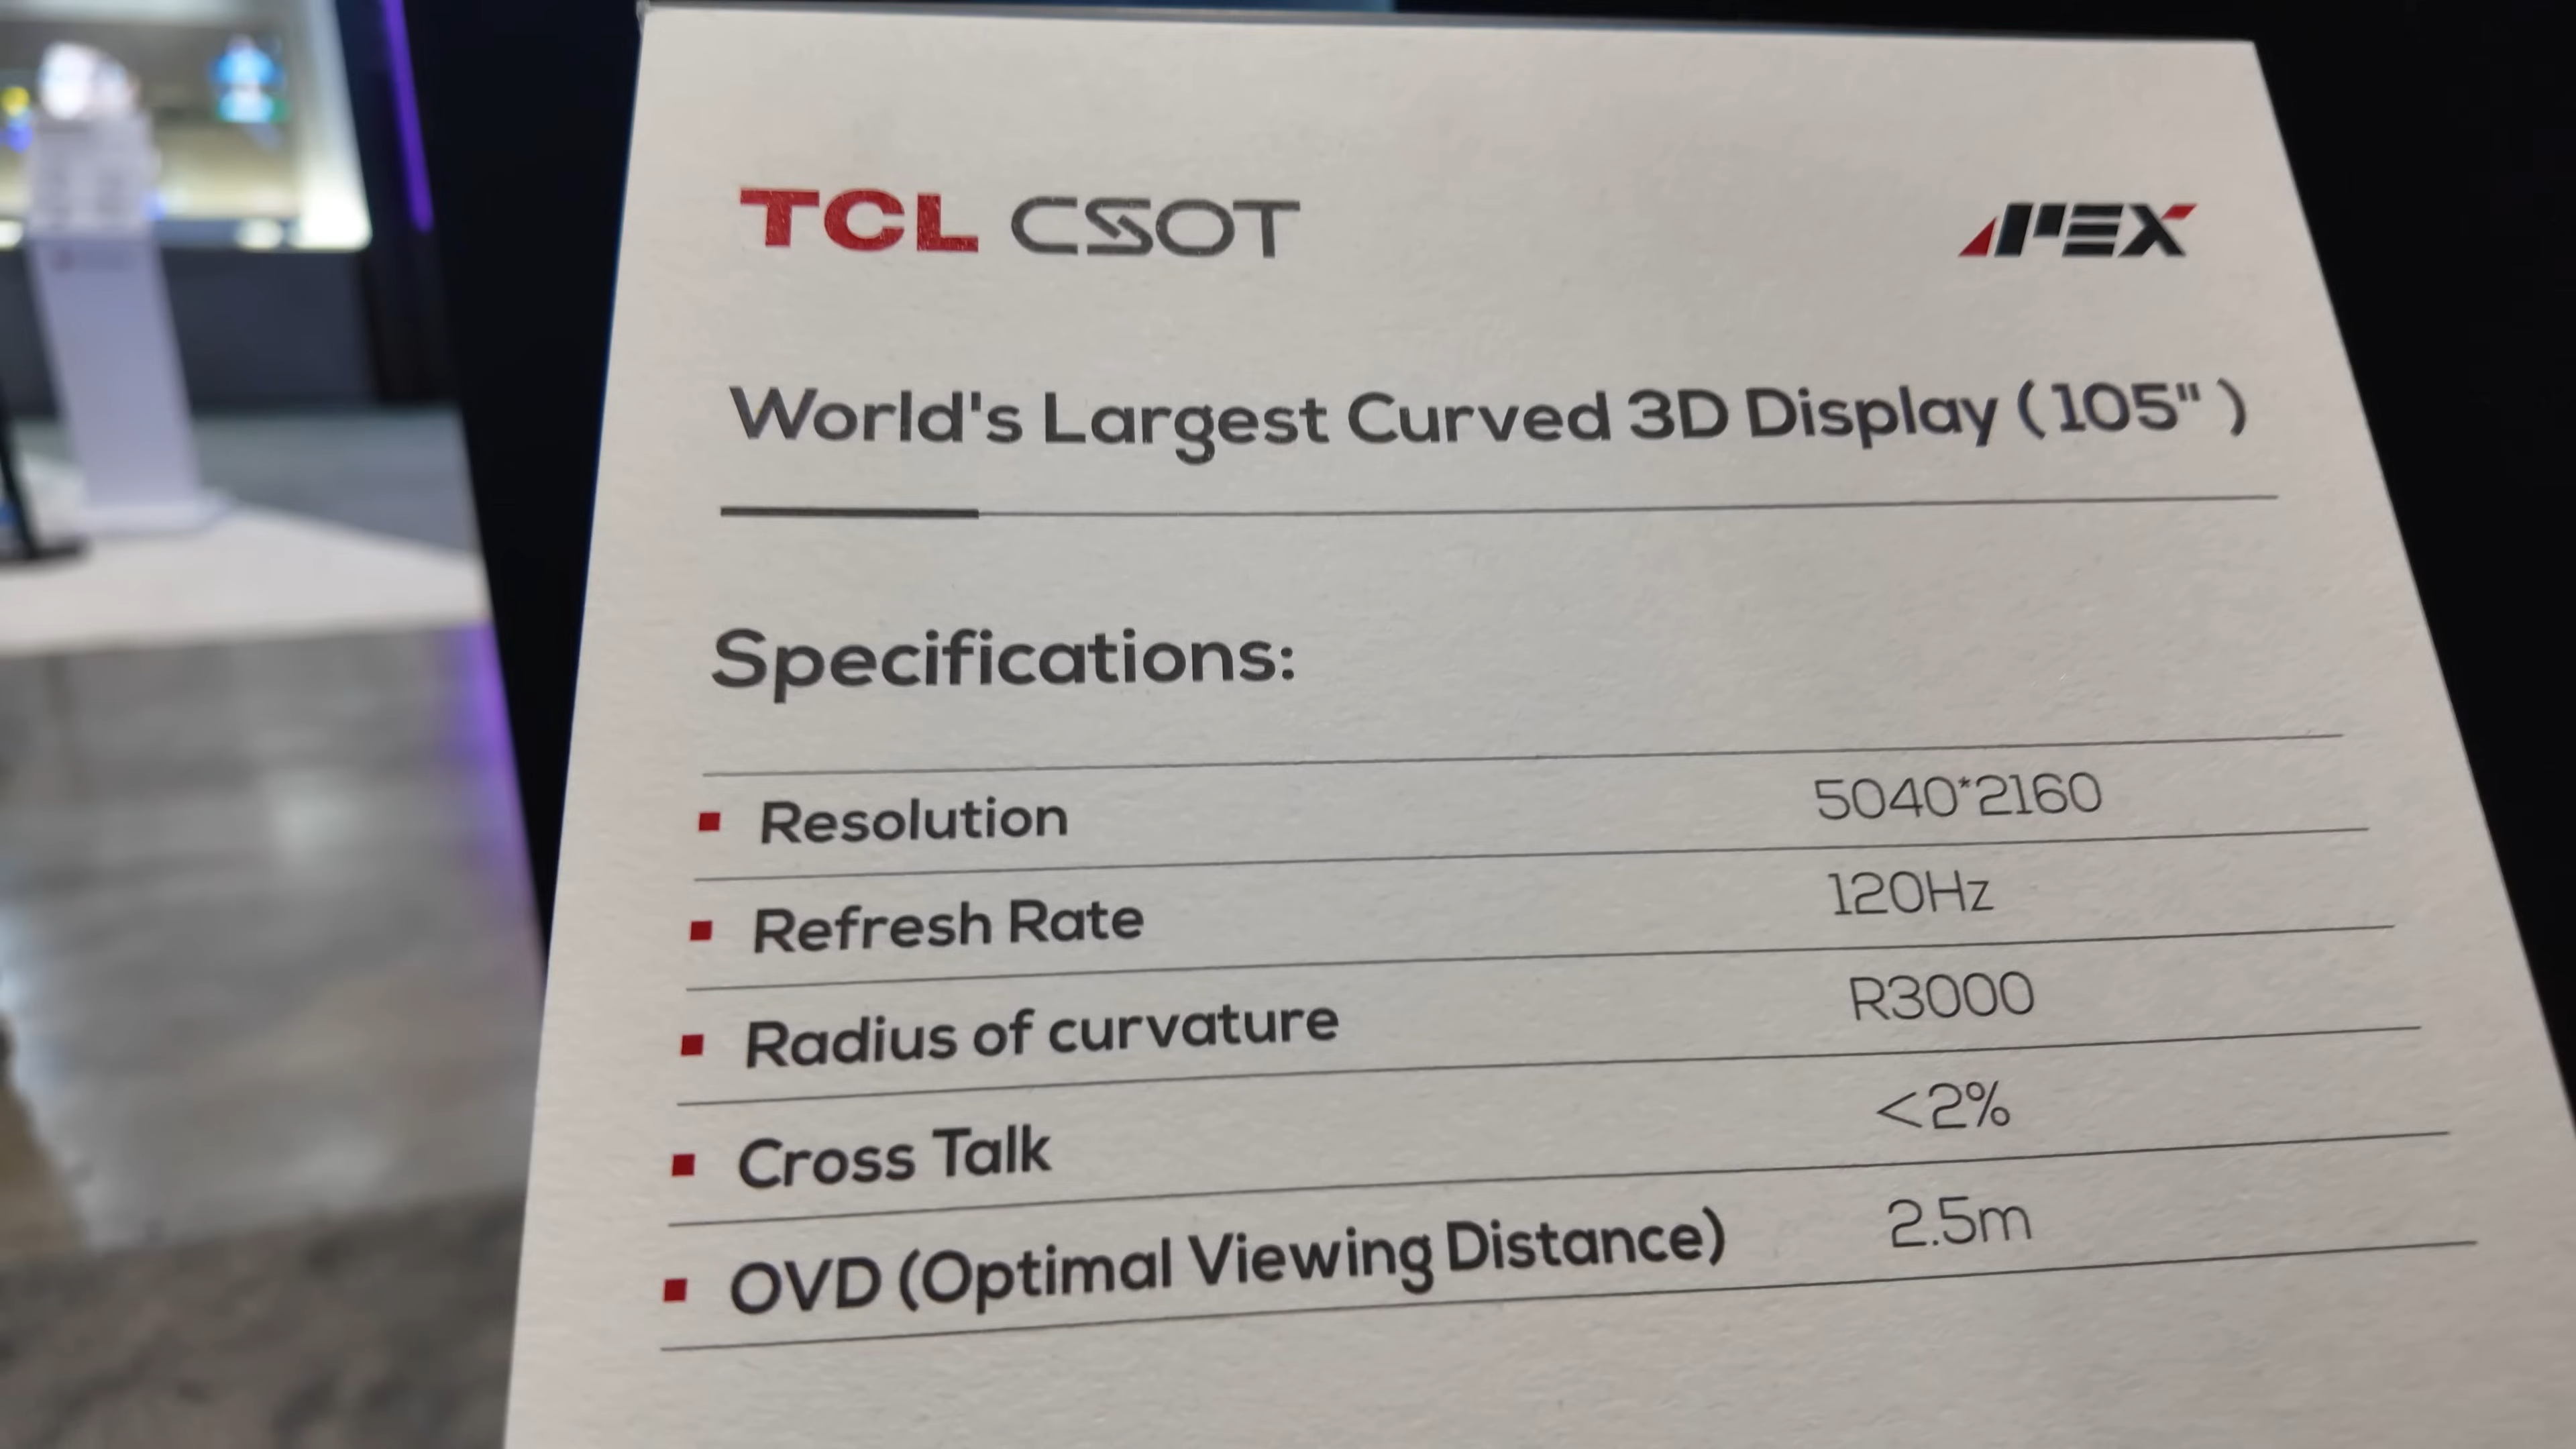 TCL CSOT
APEX
World's Largest Curved 3D Display (105")
Specifications:
Resolution 5040*2160
Refresh Rate 120Hz
Radius of curvature R3000
Cross Talk <2%
OVD (Optimal Viewing Distance) 2.5m